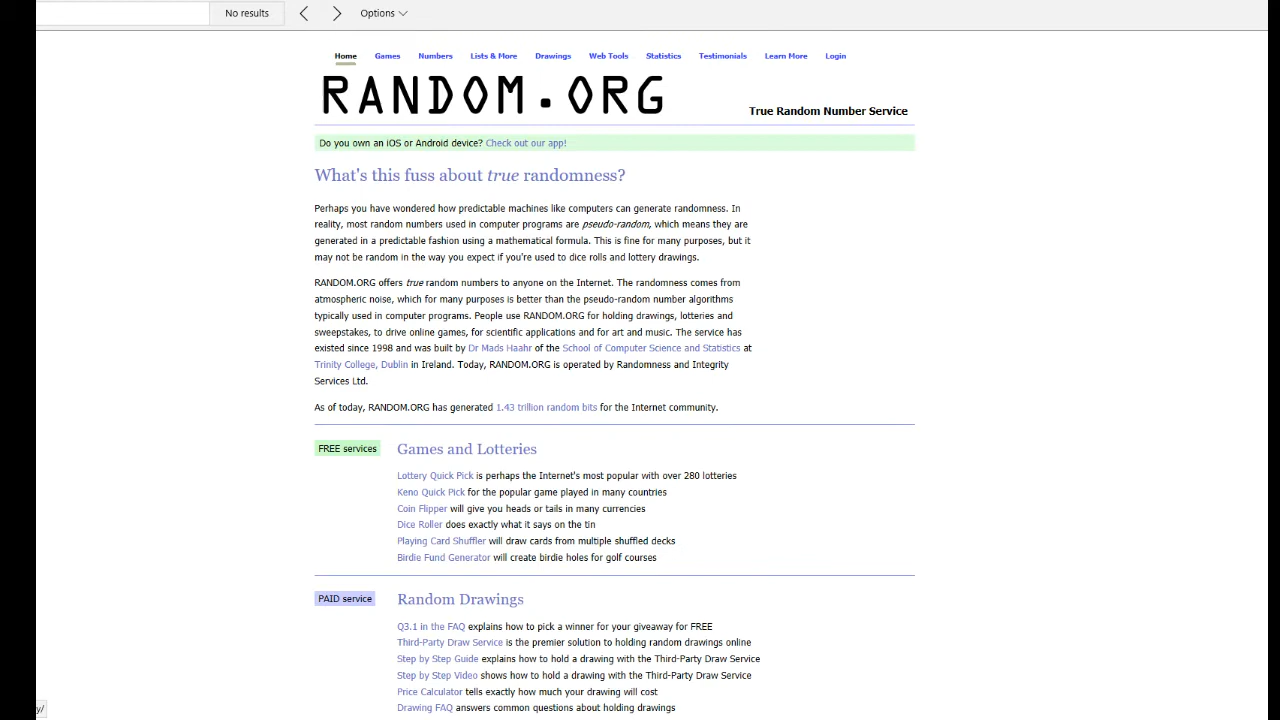 No results
Options
Home Games Numbers Lists & More Drawings Web Tools Statistics Testimonials Learn More Login
RANDOM.ORG
True Random Number Service
Do you own an iOS or Android device? Check out our app!
What's this fuss about true randomness?
Perhaps you have wondered how predictable machines like computers can generate randomness. In
reality, most random numbers used in computer programs are pseudo-random, which means they are
generated in a predictable fashion using a mathematical formula. This is fine for many purposes, but it
may not be random in the way you expect if you're used to dice rolls and lottery drawings.
RANDOM.ORG offers true random numbers to anyone on the Internet. The randomness comes from
atmospheric noise, which for many purposes is better than the pseudo-random number algorithms
typically used in computer programs. People use RANDOM.ORG for holding drawings, lotteries and
sweepstakes, to drive online games, for scientific applications and for art and music. The service has
existed since 1998 and was built by Dr Mads Haahr of the School of Computer Science and Statistics at
Trinity College, Dublin in Ireland. Today, RANDOM.ORG is operated by Randomness and Integrity
Services Ltd.
As of today, RANDOM.ORG has generated 1.43 trillion random bits for the Internet community.
FREE services
Games and Lotteries
Lottery Quick Pick is perhaps the Internet's most popular with over 280 lotteries
Keno Quick Pick for the popular game played in many countries
Coin Flipper will give you heads or tails in many currencies
Dice Roller does exactly what it says on the tin
Playing Card Shuffler will draw cards from multiple shuffled decks
Birdie Fund Generator will create birdie holes for golf courses
PAID service
Random Drawings
Q3.1 in the FAQ explains how to pick a winner for your giveaway for FREE
Third-Party Draw Service is the premier solution to holding random drawings online
Step by Step Guide explains how to hold a drawing with the Third-Party Draw Service
Step by Step Video shows how to hold a drawing with the Third-Party Draw Service
Price Calculator tells exactly how much your drawing will cost
Drawing FAQ answers common questions about holding drawings
y/